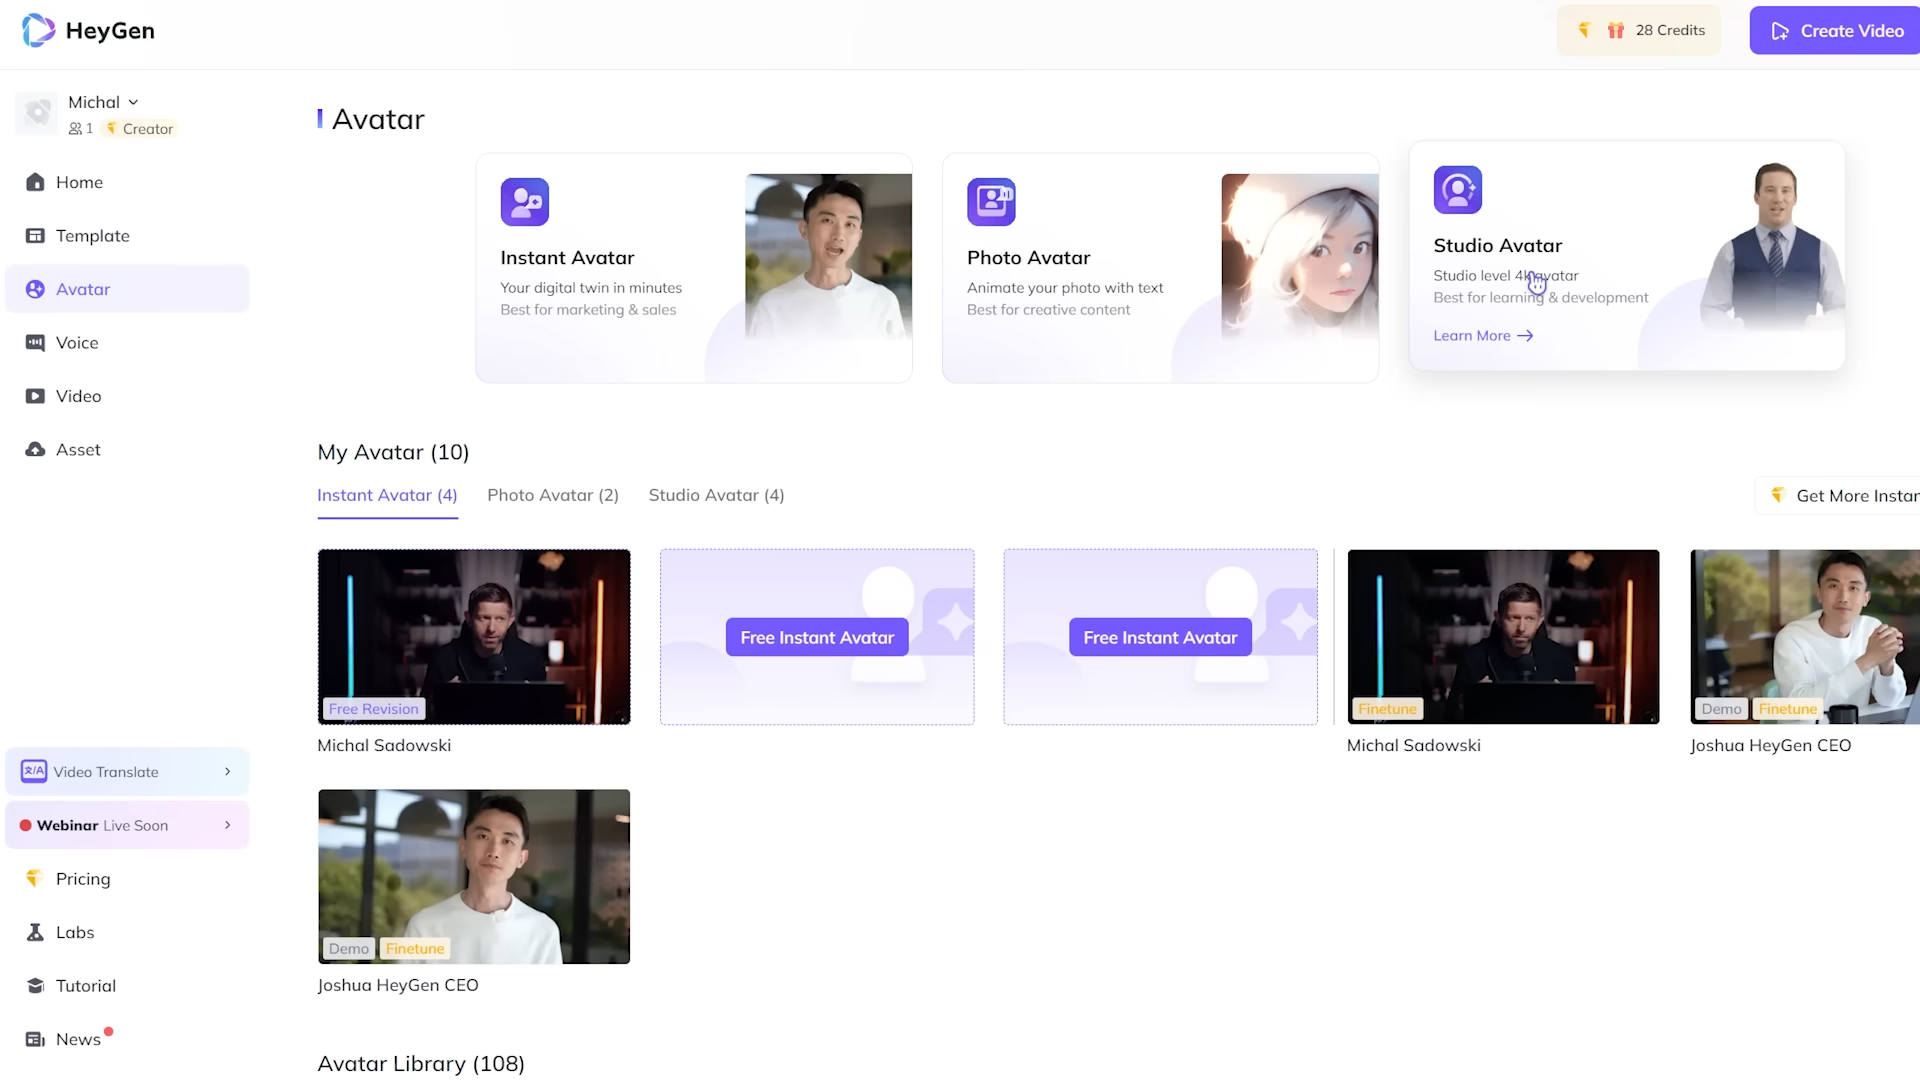 HeyGen
28 Credits
Create Video
Michal
1 Creator
Home
Template
Avatar
Voice
Video
Asset
Video Translate
Webinar Live Soon
Pricing
Labs
Tutorial
News
Avatar
Instant Avatar
Your digital twin in minutes
Best for marketing & sales
Photo Avatar
Animate your photo with text
Best for creative content
Studio Avatar
Studio level 4K avatar
Best for learning & development
Learn More
My Avatar (10)
Instant Avatar (4)
Photo Avatar (2)
Studio Avatar (4)
Get More Instan
Free Revision
Michal Sadowski
Free Instant Avatar
Free Instant Avatar
Finetune
Michal Sadowski
Demo Finetune
Joshua HeyGen CEO
Demo Finetune
Joshua HeyGen CEO
Avatar Library (108)